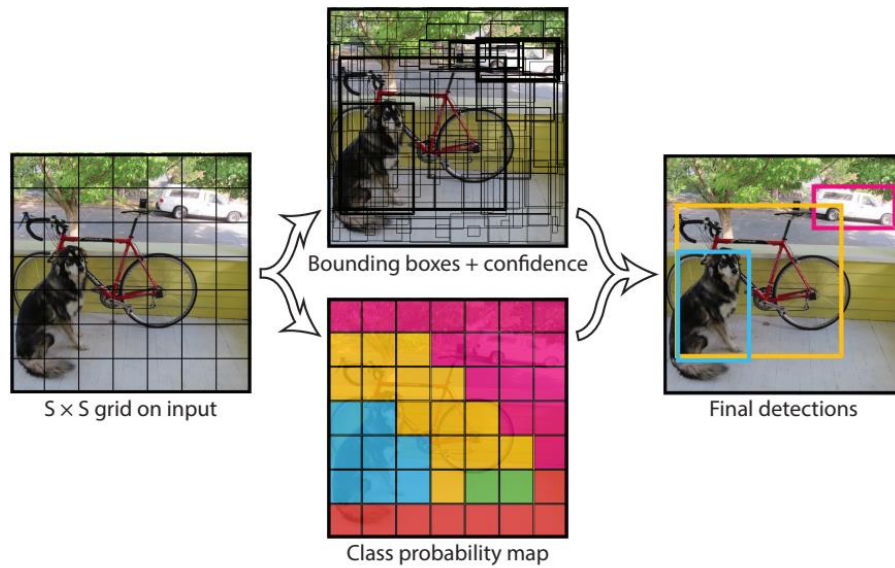 S × S grid on input
Bounding boxes + confidence
Class probability map
Final detections